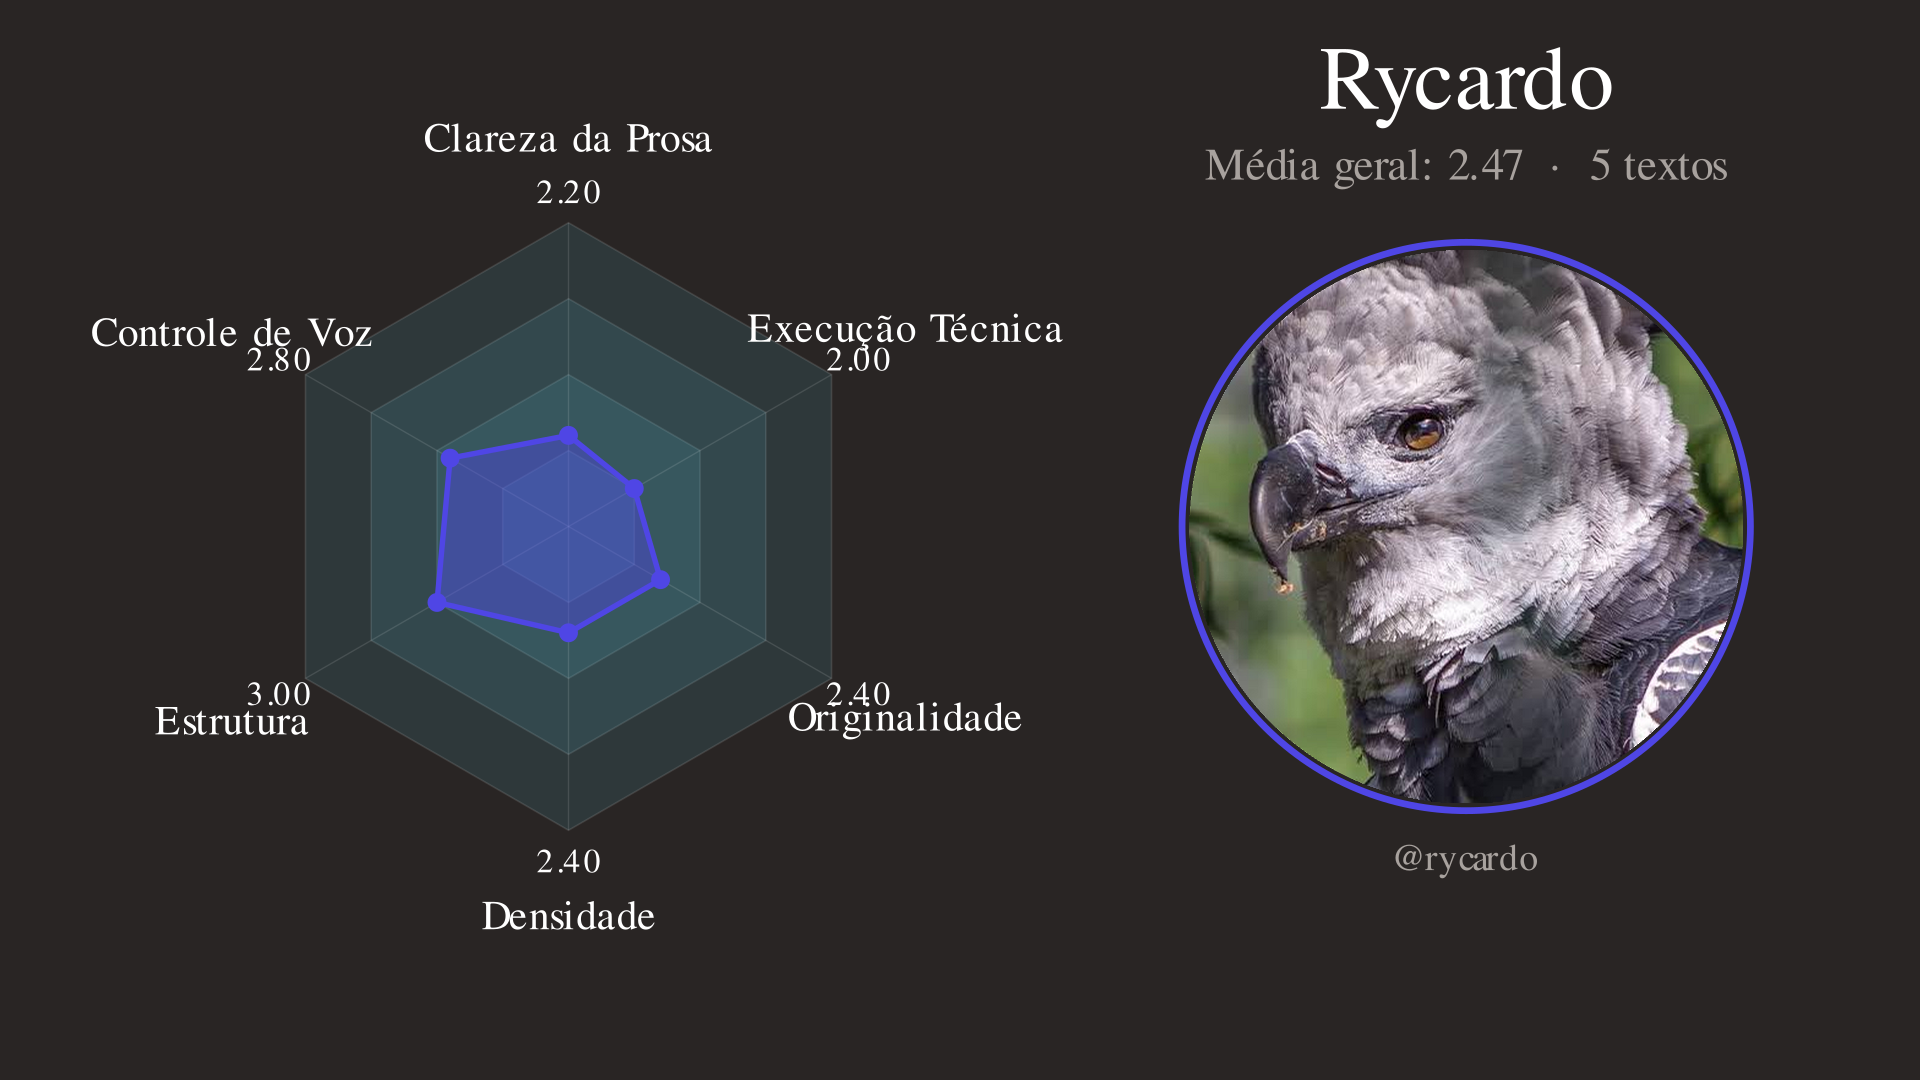 Rycardo
Média geral: 2.47 · 5 textos
Clareza da Prosa
2.20
Controle de Voz
2.80
Execução Técnica
2.00
3.00
Estrutura
2.40
Originalidade
2.40
Densidade
@rycardo